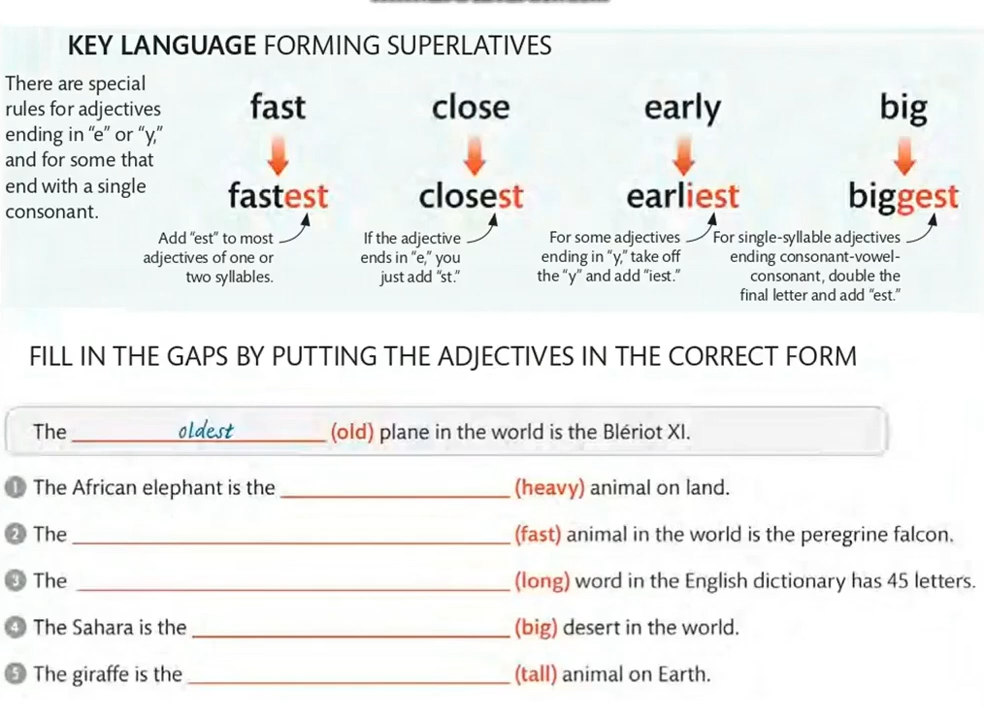 KEY LANGUAGE FORMING SUPERLATIVES
There are special
rules for adjectives
ending in “e” or “y,”
and for some that
end with a single
consonant.
fast
close
early
big
fastest
closest
earliest
biggest
Add “est” to most
adjectives of one or
two syllables.
If the adjective
ends in “e,” you
just add “st.”
For some adjectives
ending in “y,” take off
the “y” and add “iest.”
For single-syllable adjectives
ending consonant-vowel-
consonant, double the
final letter and add “est.”
FILL IN THE GAPS BY PUTTING THE ADJECTIVES IN THE CORRECT FORM
The oldest (old) plane in the world is the Blériot XI.
1 The African elephant is the (heavy) animal on land.
2 The (fast) animal in the world is the peregrine falcon.
3 The (long) word in the English dictionary has 45 letters.
4 The Sahara is the (big) desert in the world.
5 The giraffe is the (tall) animal on Earth.